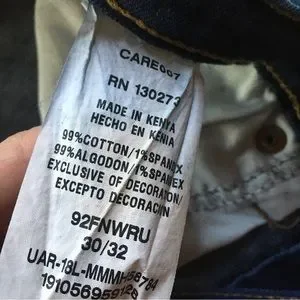 CARE007
RN 130273
MADE IN KENYA
HECHO EN KENIA
99%COTTON/1%SPANDEX
99%ALGODON/1%SPANDEX
EXCLUSIVE OF DECORATION
EXCEPTO DECORACION
92FNWRU
30/32